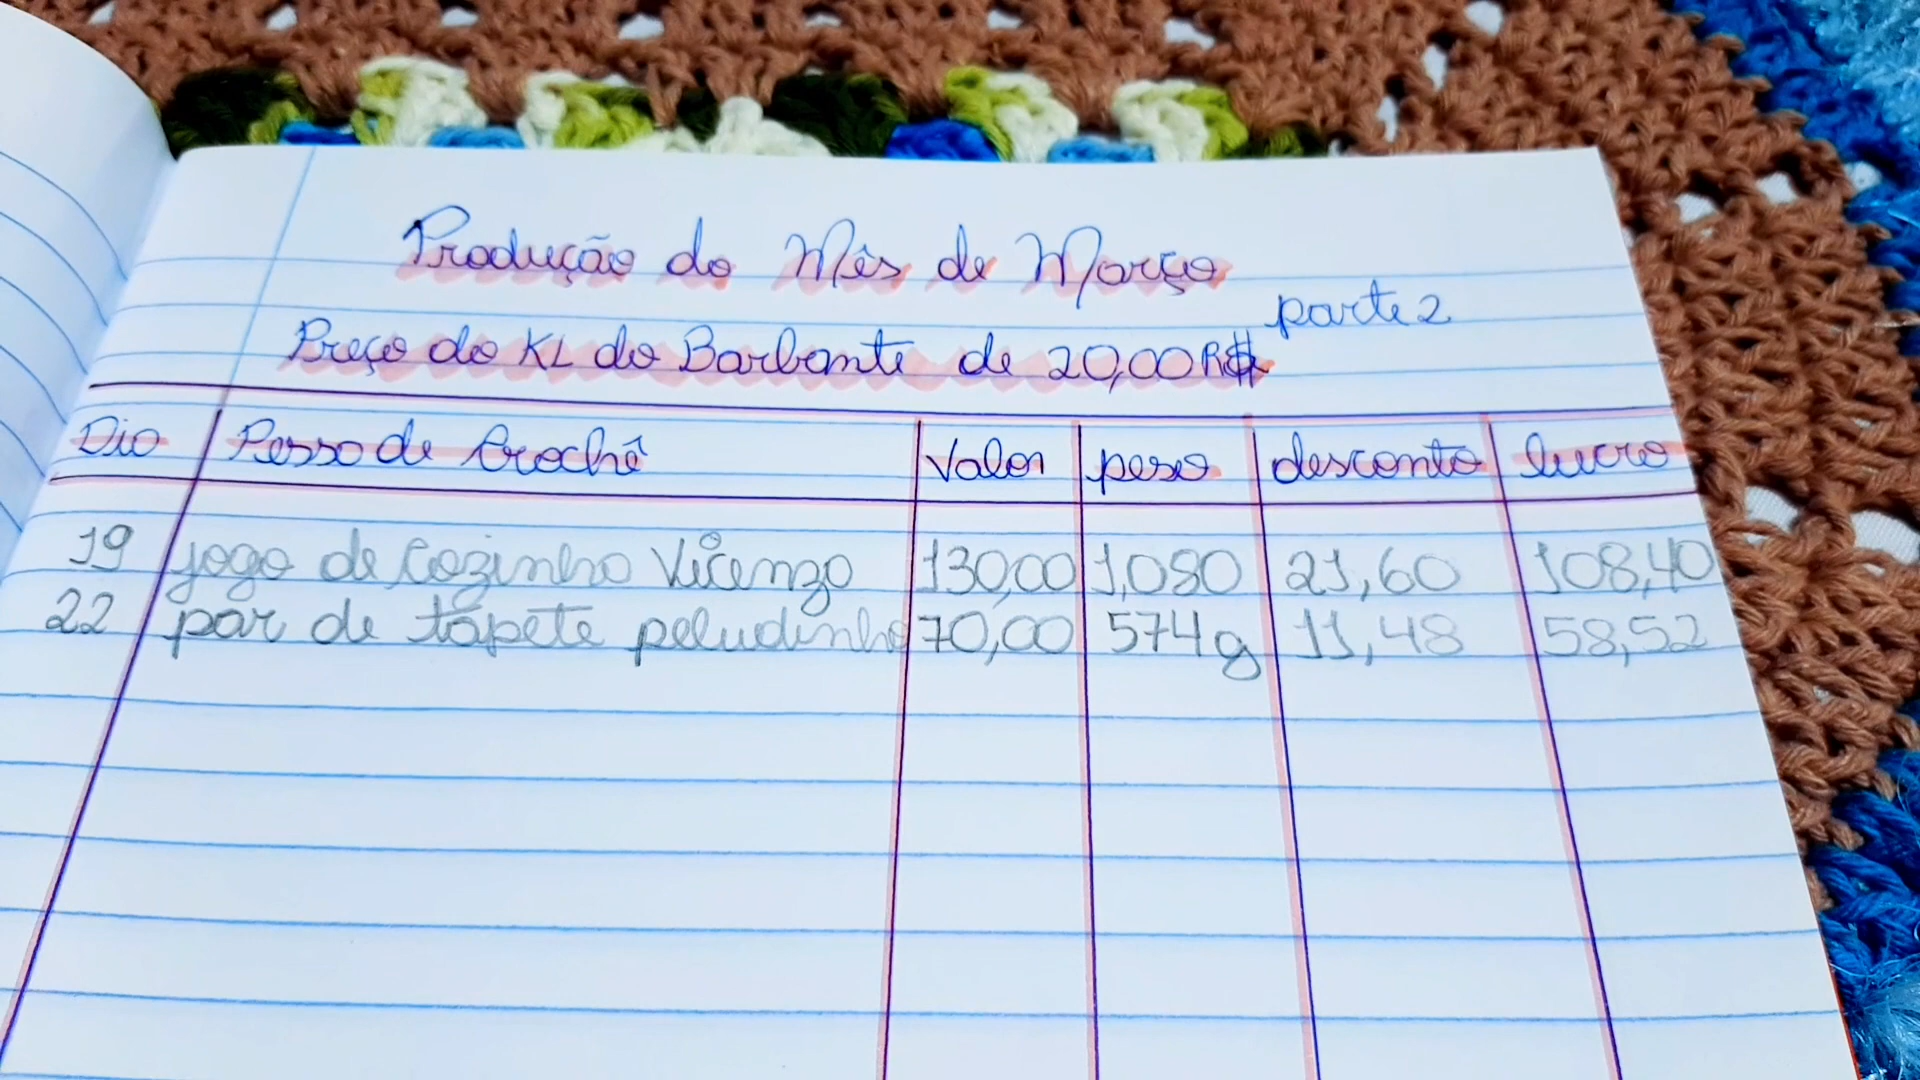 Produção do Mês de Março
parte 2
Preço do KL do Barbante de 20,00 R$
Dia Pesso de Crochê Valor peso desconto lucro
19 jogo de cozinha Vicenzo 130,00 1,080 21,60 108,40
22 par de tapete peludinho 70,00 574g 11,48 58,52